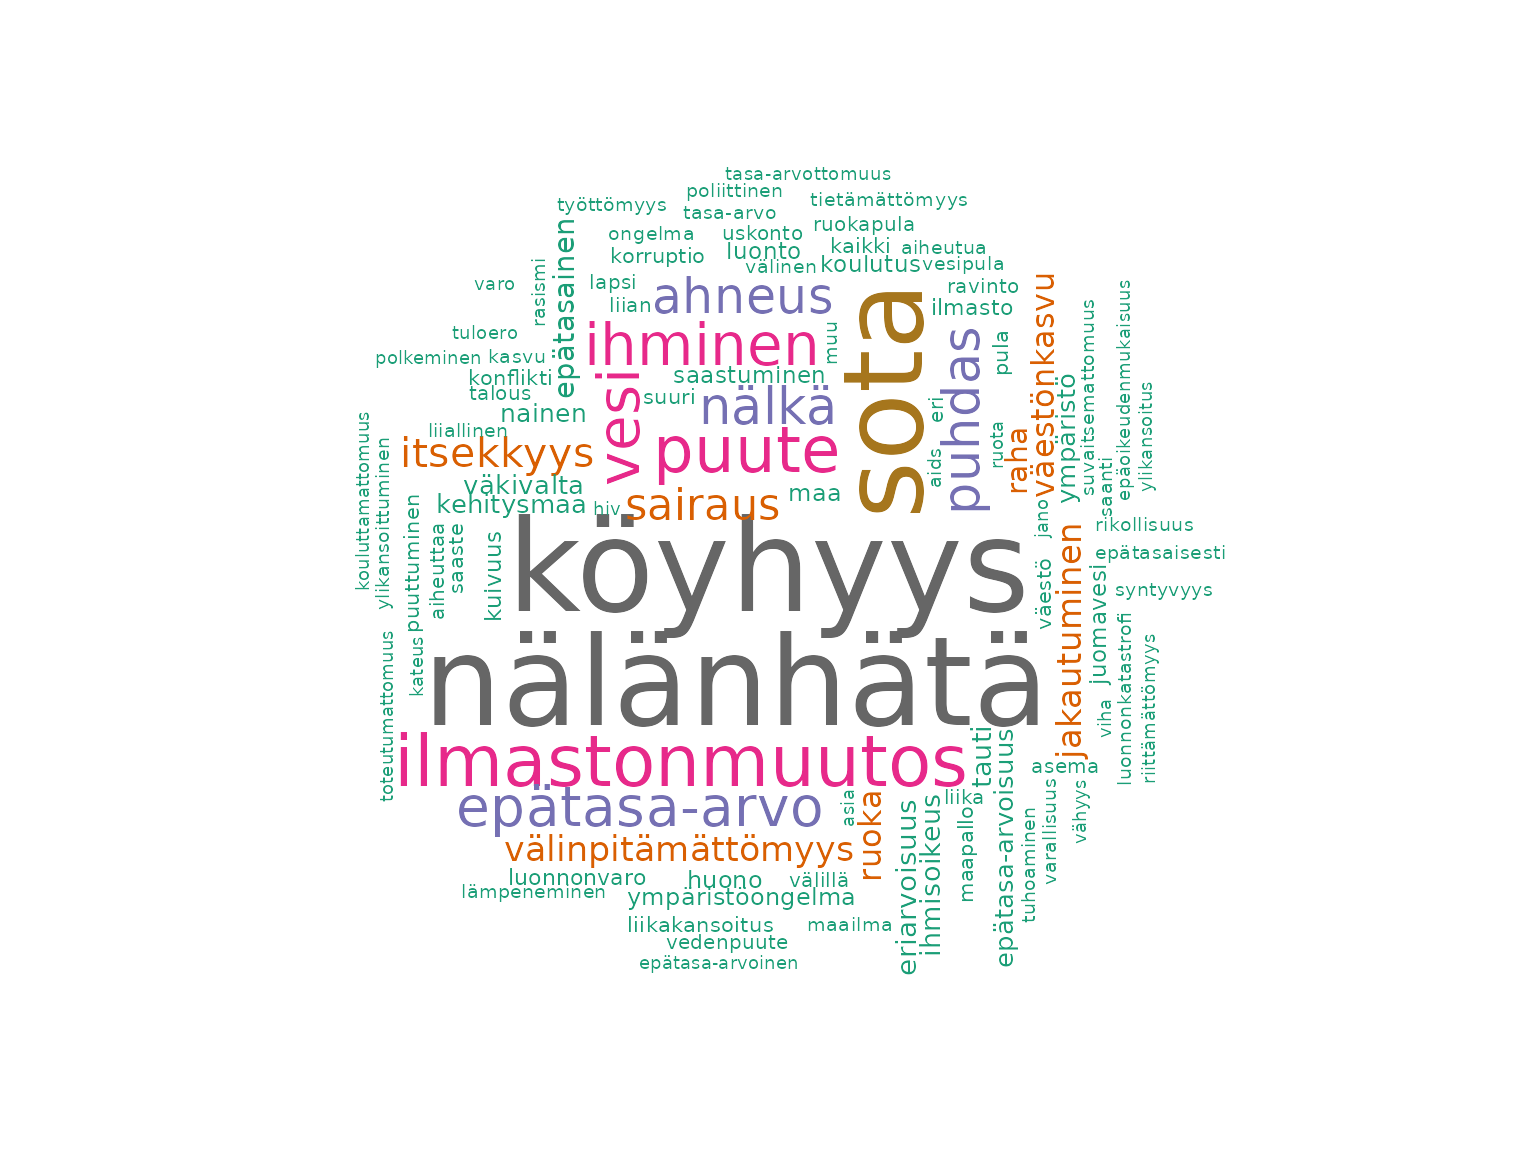 tasa-arvottomuus
poliittinen
tietämättömyys
työttömyys
tasa-arvo
ruokapula
ongelma
uskonto
kaikki
aiheutua
epätasainen
korruptio
luonto
välinen
koulutus
vesipula
rasismi
varo
lapsi
ahneus
sota
ravinto
liian
ilmasto
väestönkasvu
epäoikeudenmukaisuus
tuloero
ihminen
muu
puhdas
pula
suvaitsemattomuus
polkeminen
kasvu
konflikti
saastuminen
ympäristö
ylikansoitus
talous
vesi
suuri
nälkä
eri
nainen
liiallinen
puute
ruota
raha
kouluttamattomuus
ylikansoittuminen
itsekkyys
aids
saanti
väkivalta
maa
kehitysmaa
hiv
sairaus
jano
rikollisuus
puuttuminen
aiheuttaa
saaste
kuivuus
köyhyys
väestö
jakautuminen
epätasaisesti
juomavesi
syntyvyys
toteutumattomuus
kateus
nälänhätä
luonnonkatastrofi
riittämättömyys
viha
ilmastonmuutos
tauti
asema
epätasa-arvo
asia
ruoka
liika
epätasa-arvoisuus
varallisuus
vähyys
välinpitämättömyys
eriarvoisuus
ihmisoikeus
maapallo
tuhoaminen
luonnonvaro
huono
välillä
lämpeneminen
ympäristöongelma
liikakansoitus
maailma
vedenpuute
epätasa-arvoinen